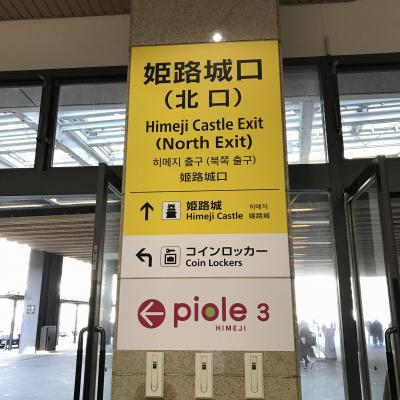 姫路城口
（北口）
Himeji Castle Exit
(North Exit)
히메지 출구 (북쪽 출구)
姫路城口
姫路城 히메지
Himeji Castle 姫路城
コインロッカー
Coin Lockers
piole 3
HIMEJI